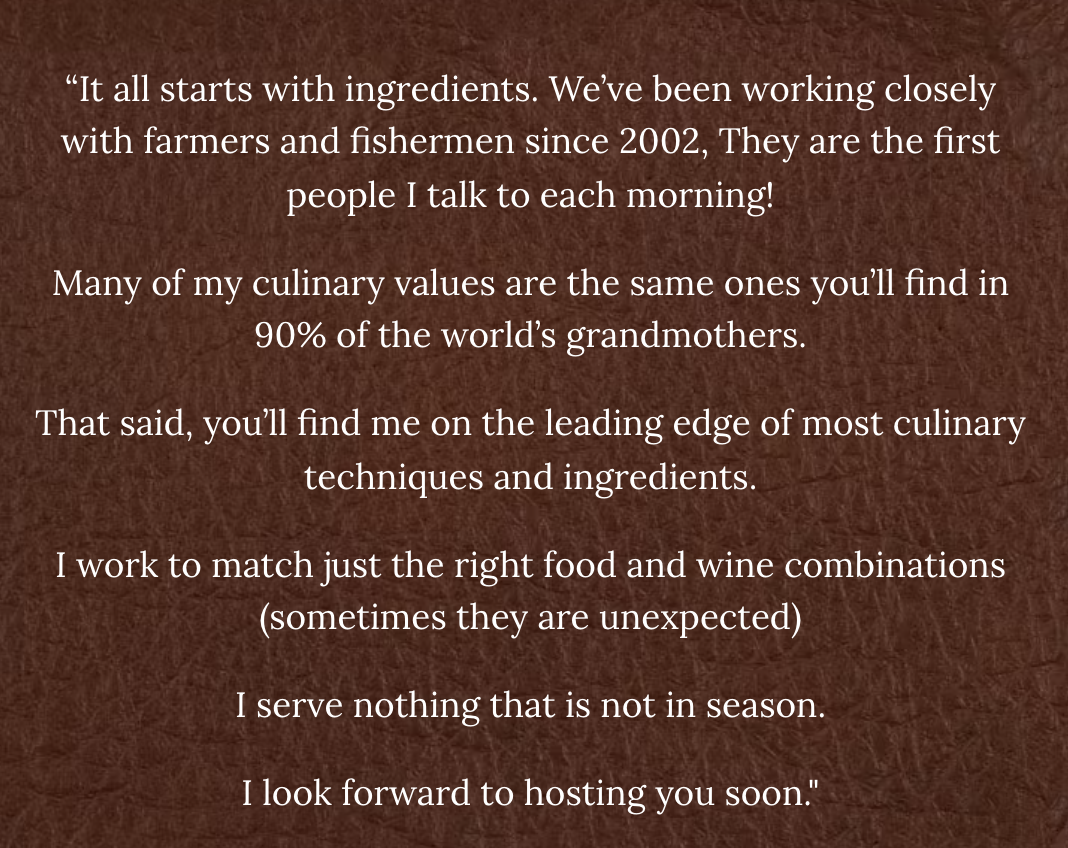 “It all starts with ingredients. We’ve been working closely
with farmers and fishermen since 2002, They are the first
people I talk to each morning!
Many of my culinary values are the same ones you’ll find in
90% of the world’s grandmothers.
That said, you’ll find me on the leading edge of most culinary
techniques and ingredients.
I work to match just the right food and wine combinations
(sometimes they are unexpected)
I serve nothing that is not in season.
I look forward to hosting you soon."